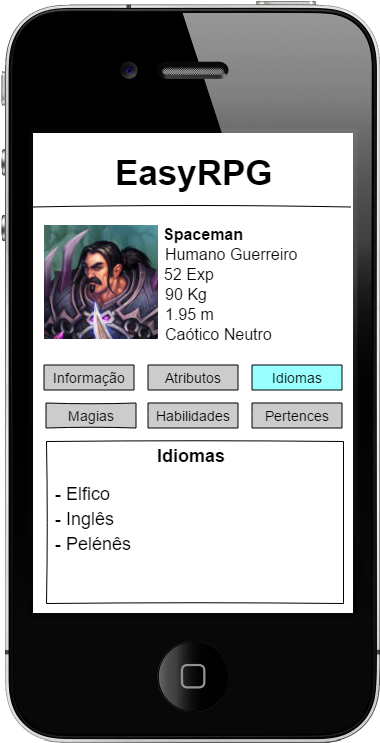 EasyRPG
Spaceman
Humano Guerreiro
52 Exp
90 Kg
1.95 m
Caótico Neutro
Informação Atributos Idiomas
Magias Habilidades Pertences
Idiomas
- Elfico
- Inglês
- Pelénês